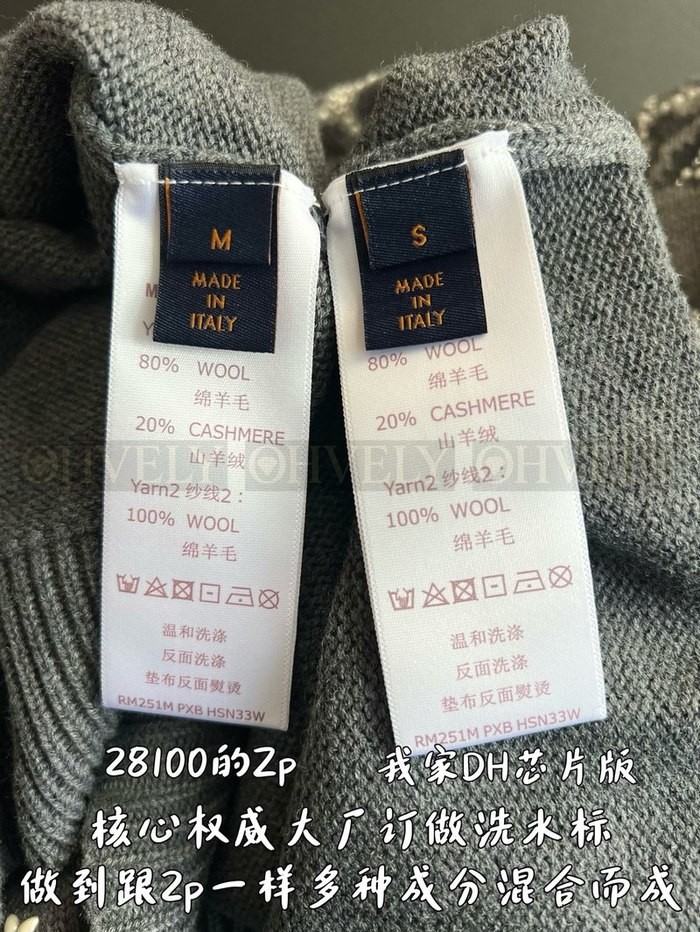 M
MADE
IN
ITALY
80% WOOL
绵羊毛
20% CASHMERE
山羊绒
Yarn2 纱线2：
100% WOOL
绵羊毛
温和洗涤
反面洗涤
垫布反面熨烫
RM251M PXB HSN33W
S
MADE
IN
ITALY
80% WOOL
绵羊毛
20% CASHMERE
山羊绒
Yarn2 纱线2：
100% WOOL
绵羊毛
温和洗涤
反面洗涤
垫布反面熨烫
RM251M PXB HSN33W
OHVELY OHVELY OHVELY
28100的Zp 我家DH芯片版
核心权威大厂订做洗水标
做到跟Zp一样多种成分混合而成